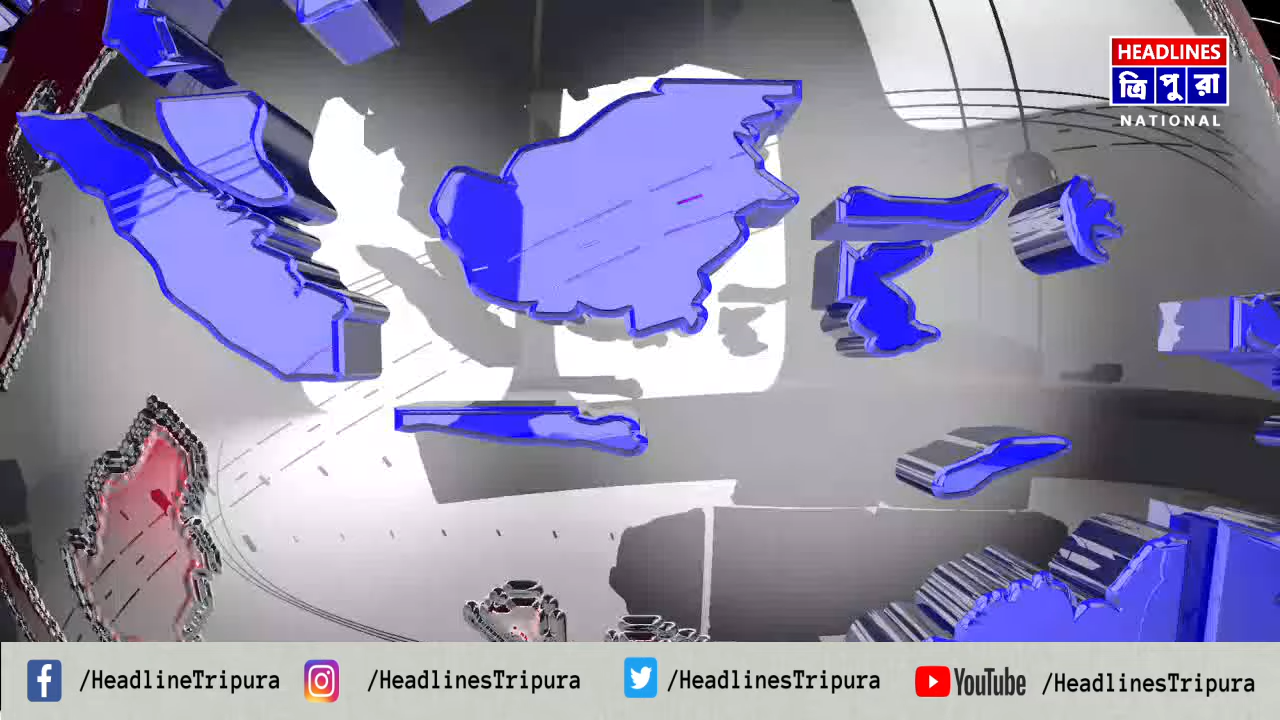 HEADLINES
ত্রিপুরা
NATIONAL
/HeadlineTripura /HeadlinesTripura /HeadlinesTripura YouTube /HeadlinesTripura